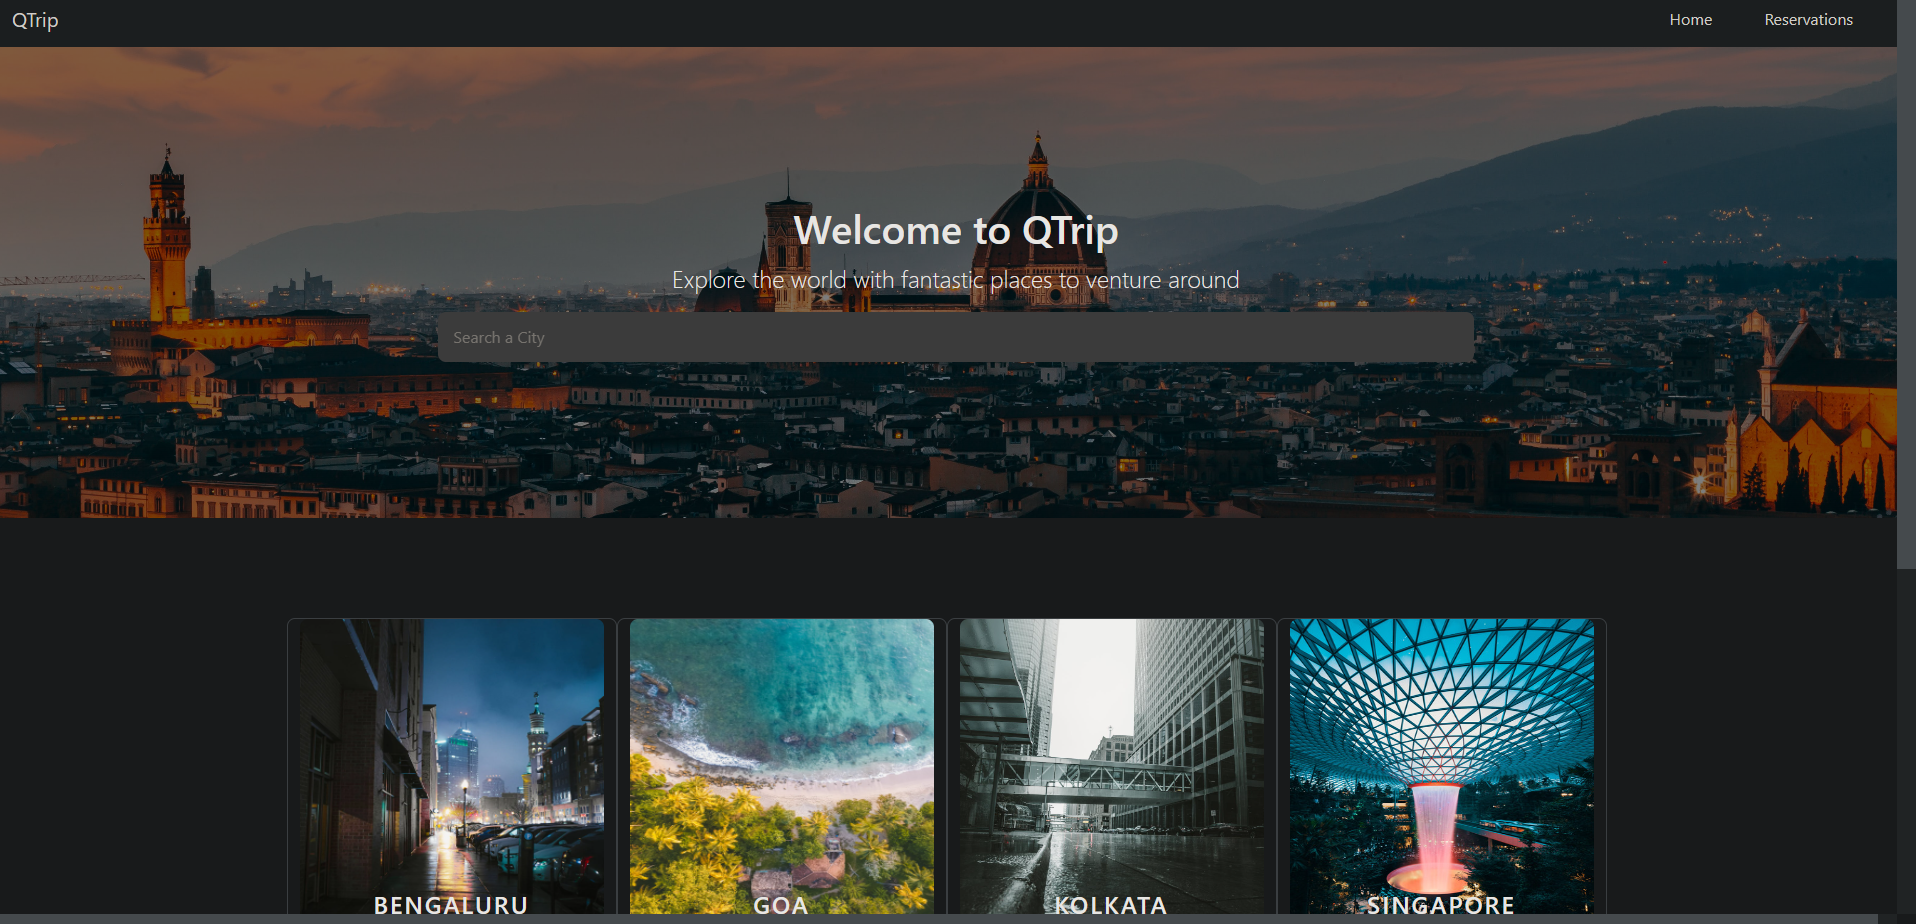 QTrip
Home
Reservations
Welcome to QTrip
Explore the world with fantastic places to venture around
Search a City
BENGALURU
GOA
KOLKATA
SINGAPORE